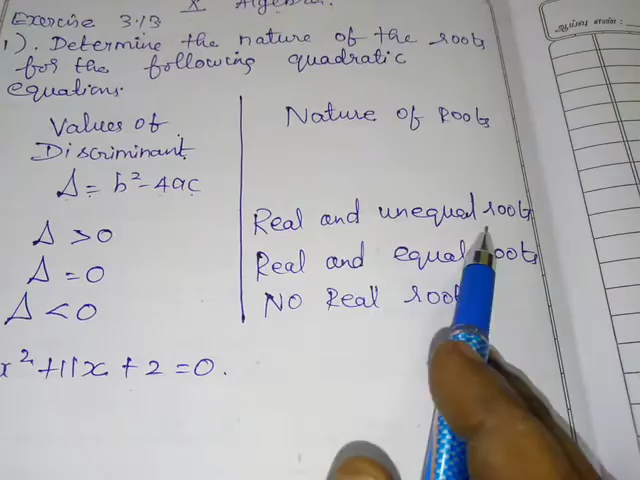 X Algebra
Exercise 3.13
1). Determine the nature of the roots
for the following quadratic
equations.
Values of Discriminant
Nature of Roots
Δ = b² - 4ac
Δ > 0 Real and unequal roots
Δ = 0 Real and equal roots
Δ < 0 NO Real roots
x² + 11x + 2 = 0.
ஆய்வு எண் :